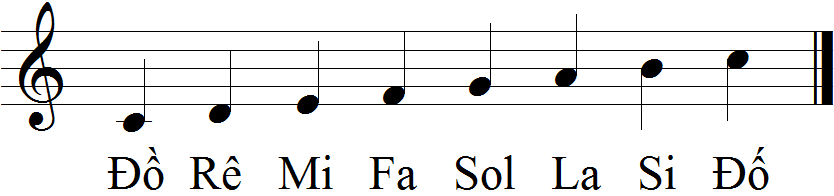 Đồ Rê Mi Fa Sol La Si Đố